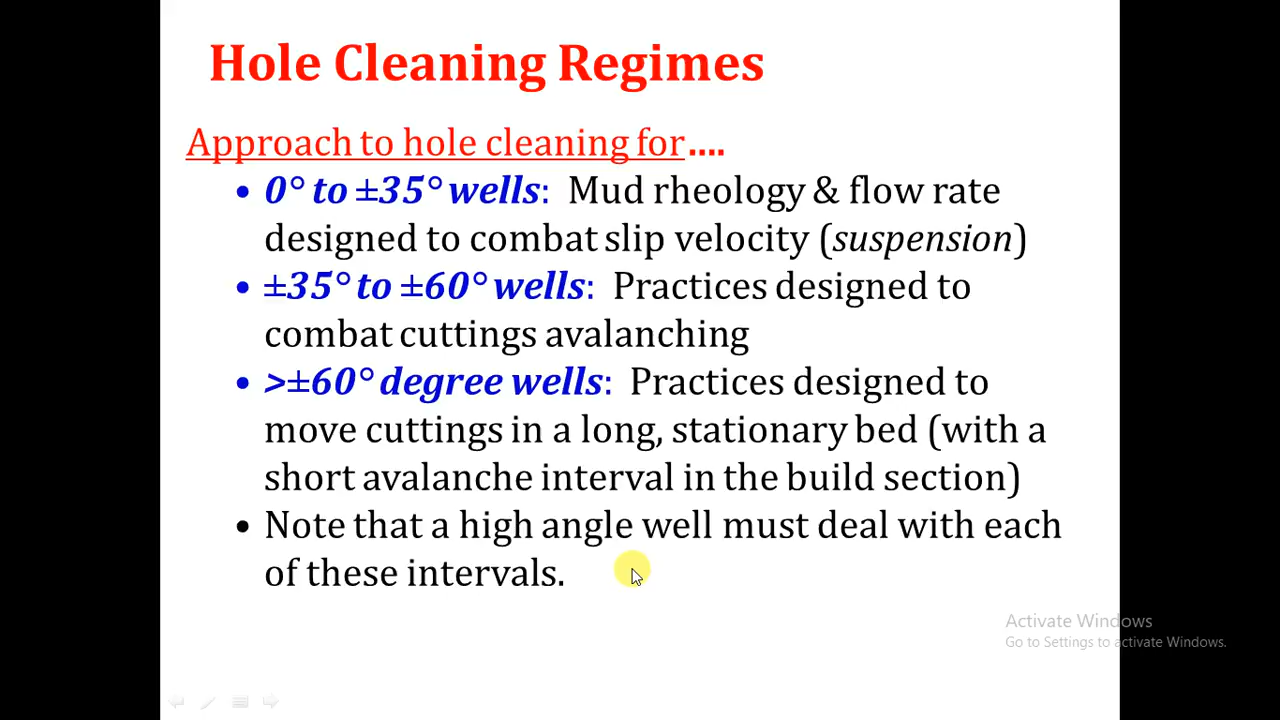 Hole Cleaning Regimes
Approach to hole cleaning for....
• 0° to ±35° wells: Mud rheology & flow rate
designed to combat slip velocity (suspension)
• ±35° to ±60° wells: Practices designed to
combat cuttings avalanching
• >±60° degree wells: Practices designed to
move cuttings in a long, stationary bed (with a
short avalanche interval in the build section)
• Note that a high angle well must deal with each
of these intervals.
Activate Windows
Go to Settings to activate Windows.